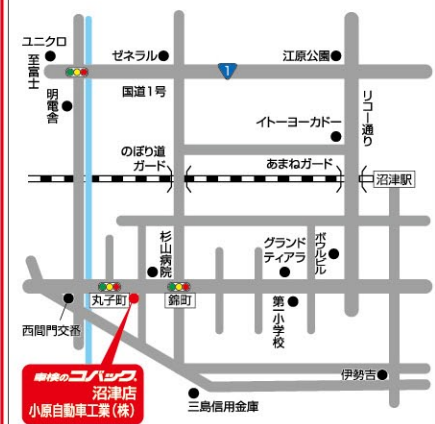 ユニクロ
ゼネラル
江原公園
至富士
1
国道1号
明電舎
リコー通り
イトーヨーカドー
のぼり道
ガード
あまねガード
沼津駅
杉山病院
グランド
ティアラ
ボウルビル
丸子町
錦町
第一小学校
西間門交番
車検のコバック
沼津店
小原自動車工業(株)
伊勢吉
三島信用金庫